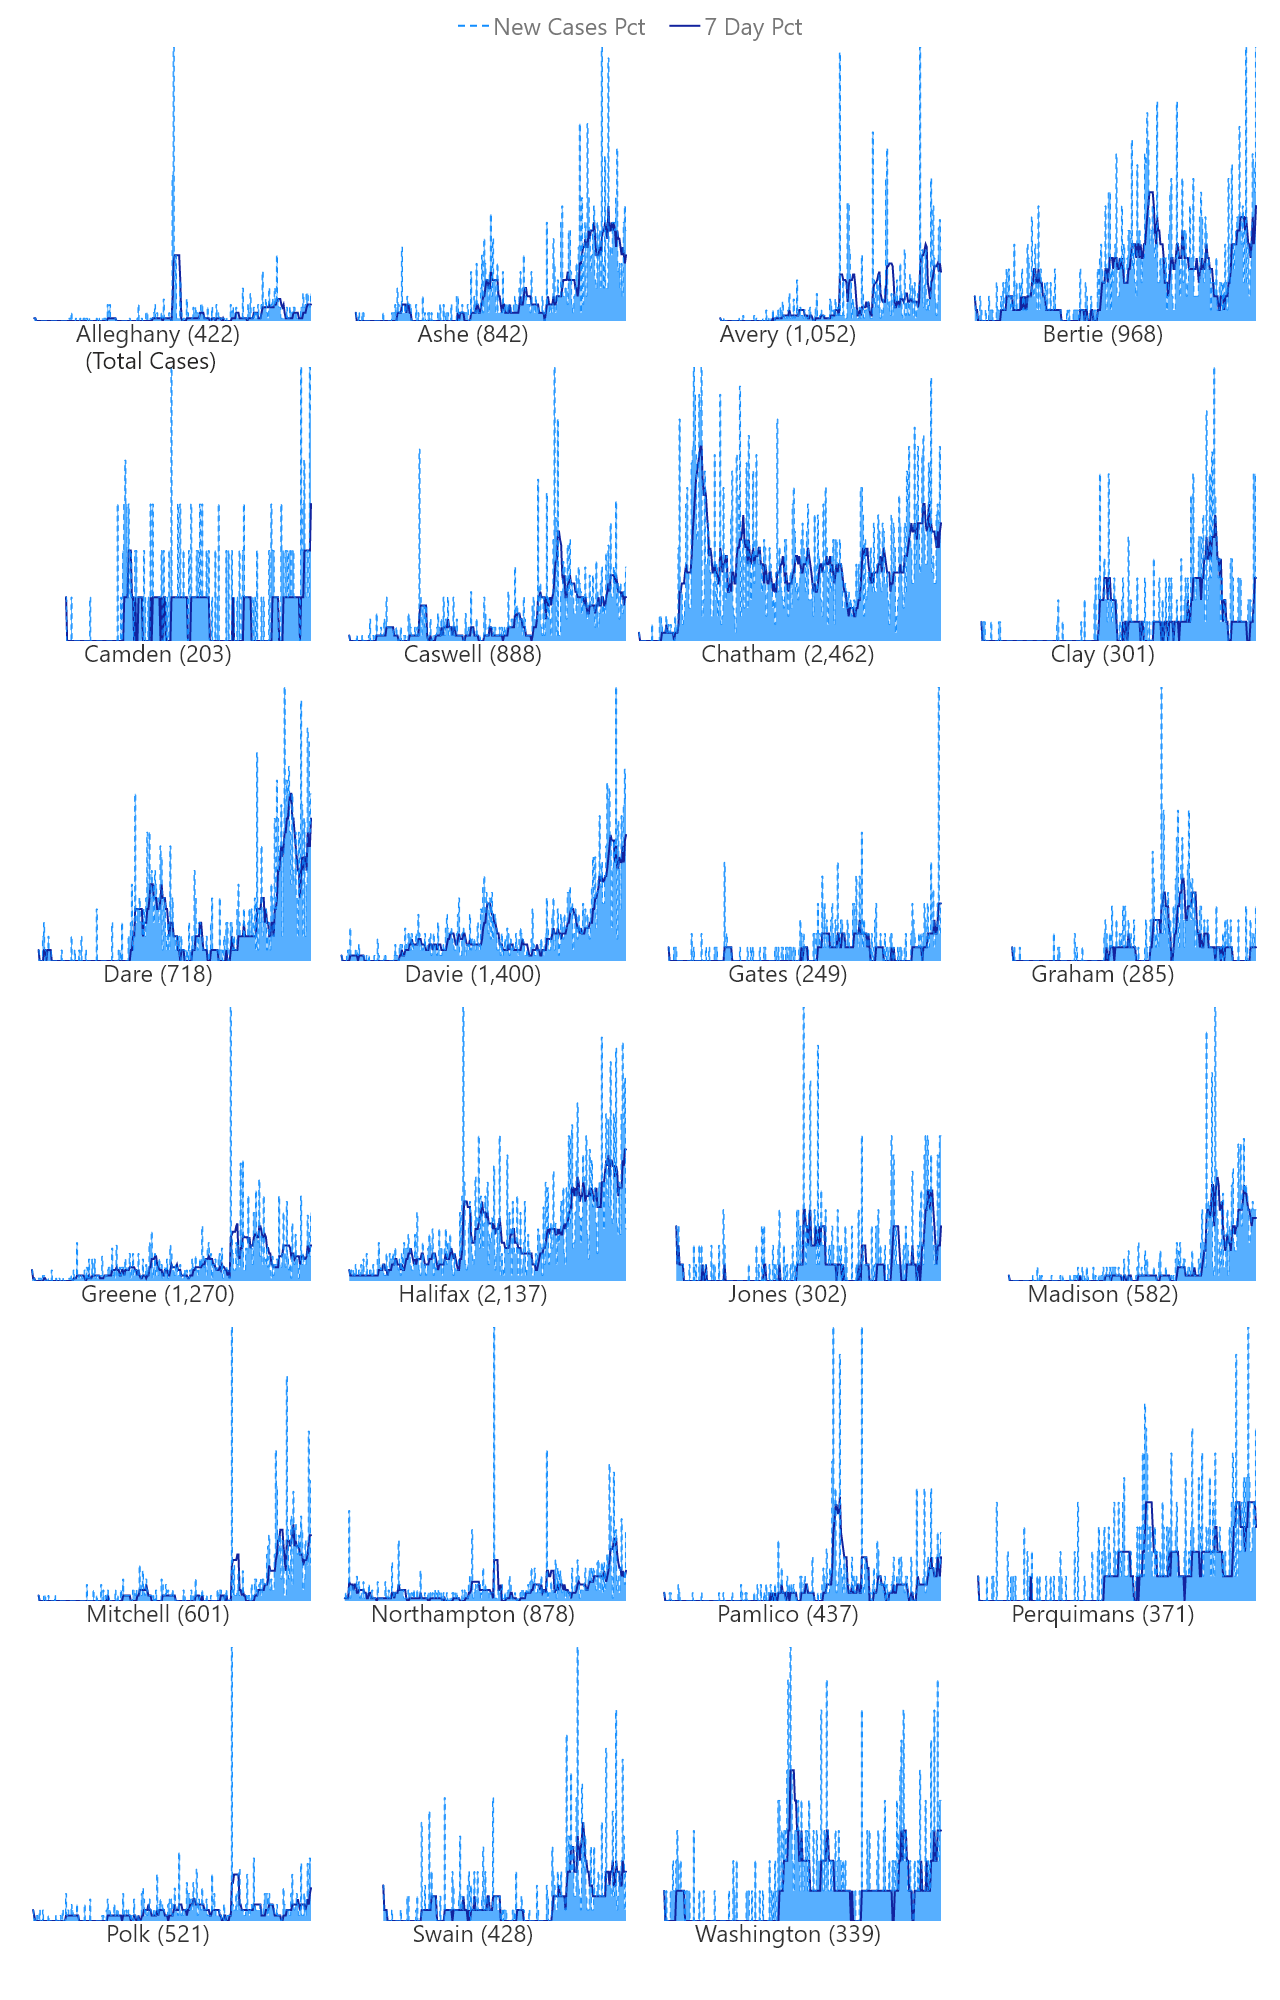 New Cases Pct 7 Day Pct
Alleghany (422)
(Total Cases)
Ashe (842)
Avery (1,052)
Bertie (968)
Camden (203)
Caswell (888)
Chatham (2,462)
Clay (301)
Dare (718)
Davie (1,400)
Gates (249)
Graham (285)
Greene (1,270)
Halifax (2,137)
Jones (302)
Madison (582)
Mitchell (601)
Northampton (878)
Pamlico (437)
Perquimans (371)
Polk (521)
Swain (428)
Washington (339)